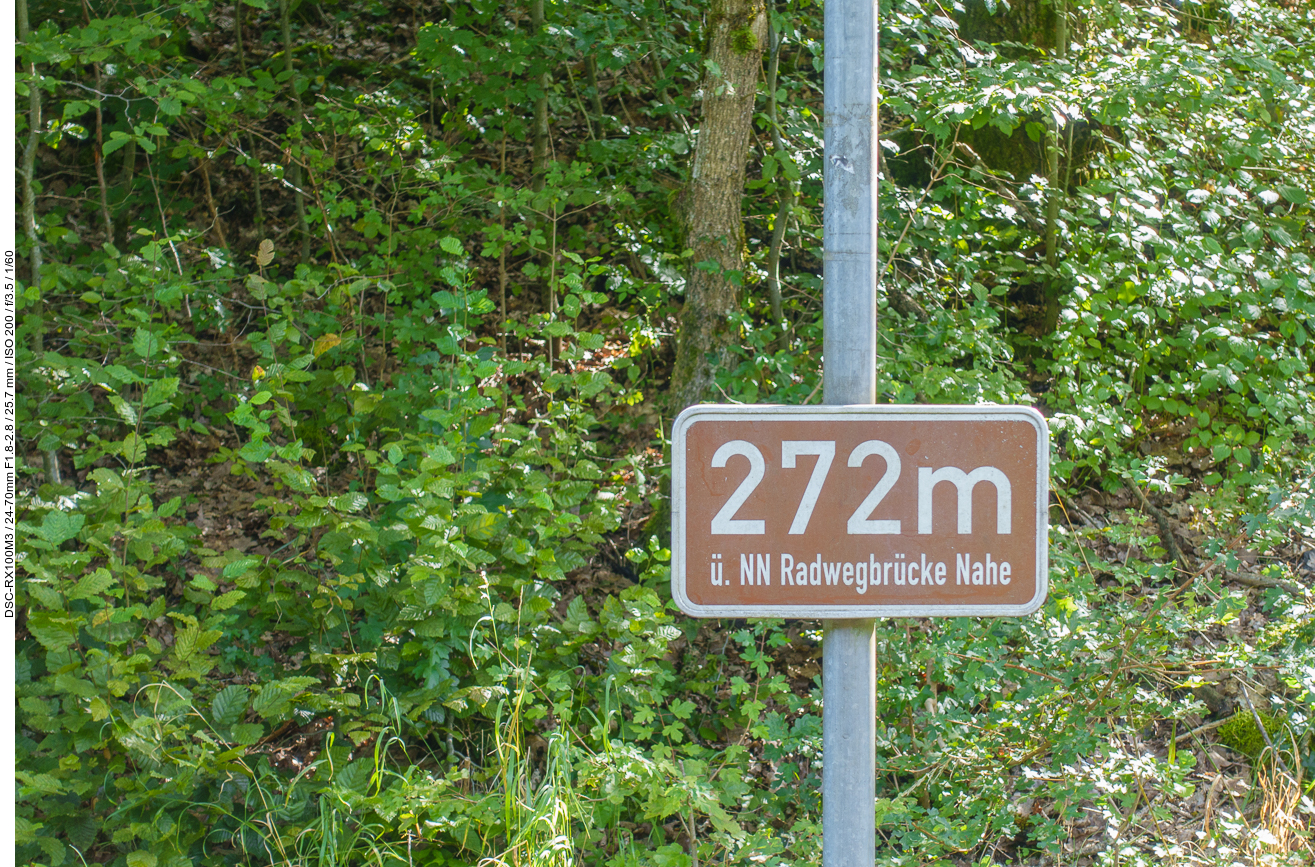 DSC-RX100M3 / 24-70mm F1.8-2.8 / 25.7 mm / ISO 200 / f/3.5 / 1/60
272m
ü. NN Radwegbrücke Nahe